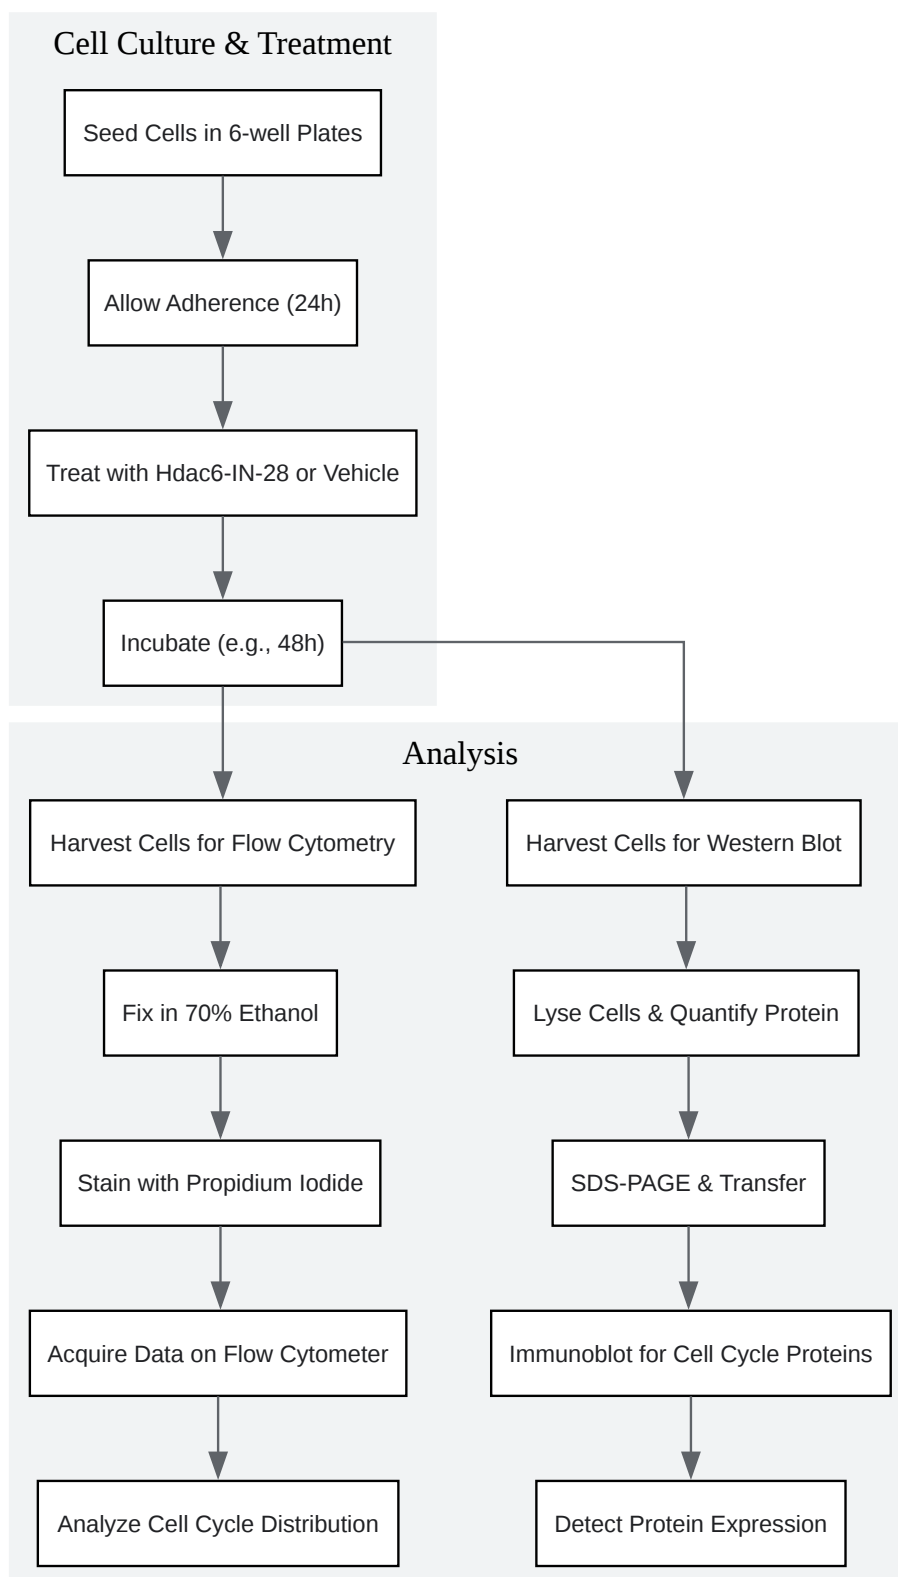 Cell Culture & Treatment
Seed Cells in 6-well Plates
Allow Adherence (24h)
Treat with Hdac6-IN-28 or Vehicle
Incubate (e.g., 48h)
Analysis
Harvest Cells for Flow Cytometry
Fix in 70% Ethanol
Stain with Propidium Iodide
Acquire Data on Flow Cytometer
Analyze Cell Cycle Distribution
Harvest Cells for Western Blot
Lyse Cells & Quantify Protein
SDS-PAGE & Transfer
Immunoblot for Cell Cycle Proteins
Detect Protein Expression